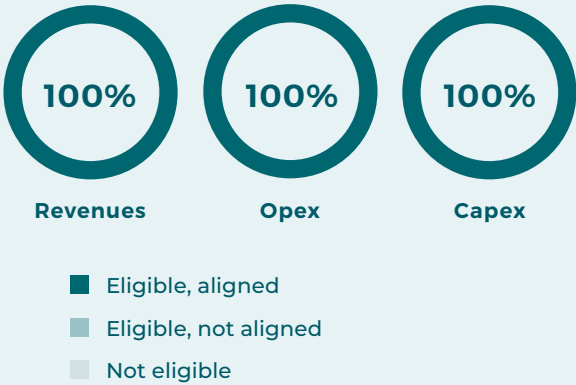 100% 100% 100%
Revenues Opex Capex
Eligible, aligned
Eligible, not aligned
Not eligible